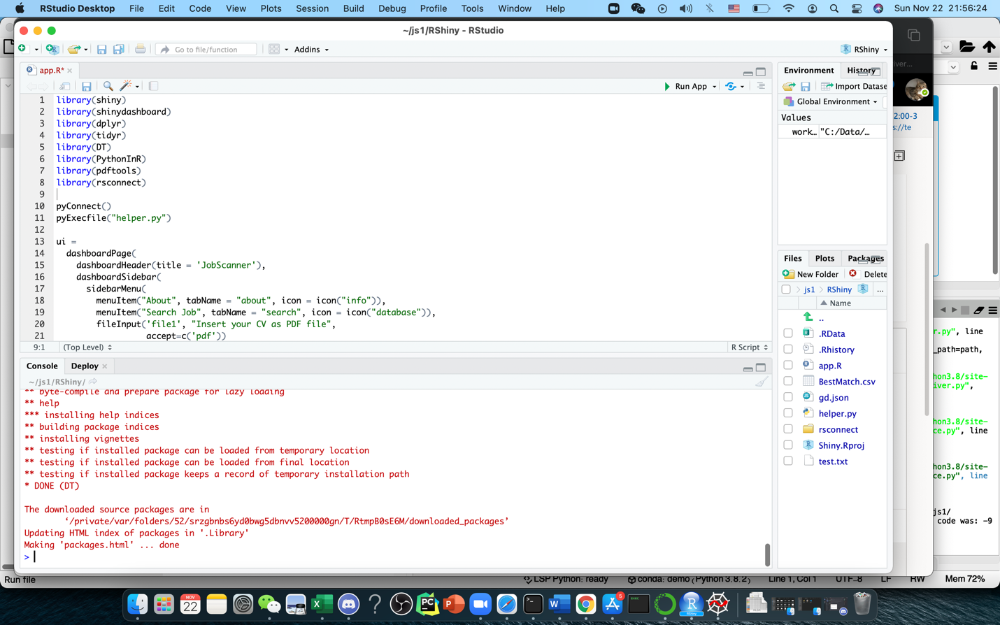 RStudio Desktop File Edit Code View Plots Session Build Debug Profile Tools Window Help Sun Nov 22 21:56:24
~/js1/RShiny - RStudio
Go to file/function Addins RShiny
app.R*
Run App
1 library(shiny)
2 library(shinydashboard)
3 library(dplyr)
4 library(tidyr)
5 library(DT)
6 library(PythonInR)
7 library(pdftools)
8 library(rsconnect)
9
10 pyConnect()
11 pyExecfile("helper.py")
12
13 ui =
14 dashboardPage(
15 dashboardHeader(title = 'JobScanner'),
16 dashboardSidebar(
17 sidebarMenu(
18 menuItem("About", tabName = "about", icon = icon("info")),
19 menuItem("Search Job", tabName = "search", icon = icon("database")),
20 fileInput('file1', "Insert your CV as PDF file",
21 accept=c('pdf'))
9:1 (Top Level) R Script
Console Deploy
~/js1/RShiny/
** byte-compile and prepare package for lazy loading
** help
*** installing help indices
** building package indices
** installing vignettes
** testing if installed package can be loaded from temporary location
** testing if installed package can be loaded from final location
** testing if installed package keeps a record of temporary installation path
* DONE (DT)
The downloaded source packages are in
‘/private/var/folders/52/srzgbnbs6yd0bwg5dbnvv5200000gn/T/RtmpB0sE6M/downloaded_packages’
Updating HTML index of packages in '.Library'
Making 'packages.html' ... done
>
Environment History
Import Datase
Global Environment
Values
work… "C:/Data/…
Files Plots Packages
New Folder Delete
js1 RShiny ...
Name
..
.RData
.Rhistory
app.R
BestMatch.csv
gd.json
helper.py
rsconnect
Shiny.Rproj
test.txt
iver...
2:00-3
s://te
r.py", line
_path=path,
hon3.8/site-
iver.py",
hon3.8/site-
ce.py", line
hon3.8/site-
ce.py", line
js1/
code was: -9
Run file LSP Python: ready conda: demo (Python 3.8.2) Line 1, Col 1 UTF-8 LF RW Mem 72%
NOV
22
X
PC
P
W
5
exec
R
RShiny